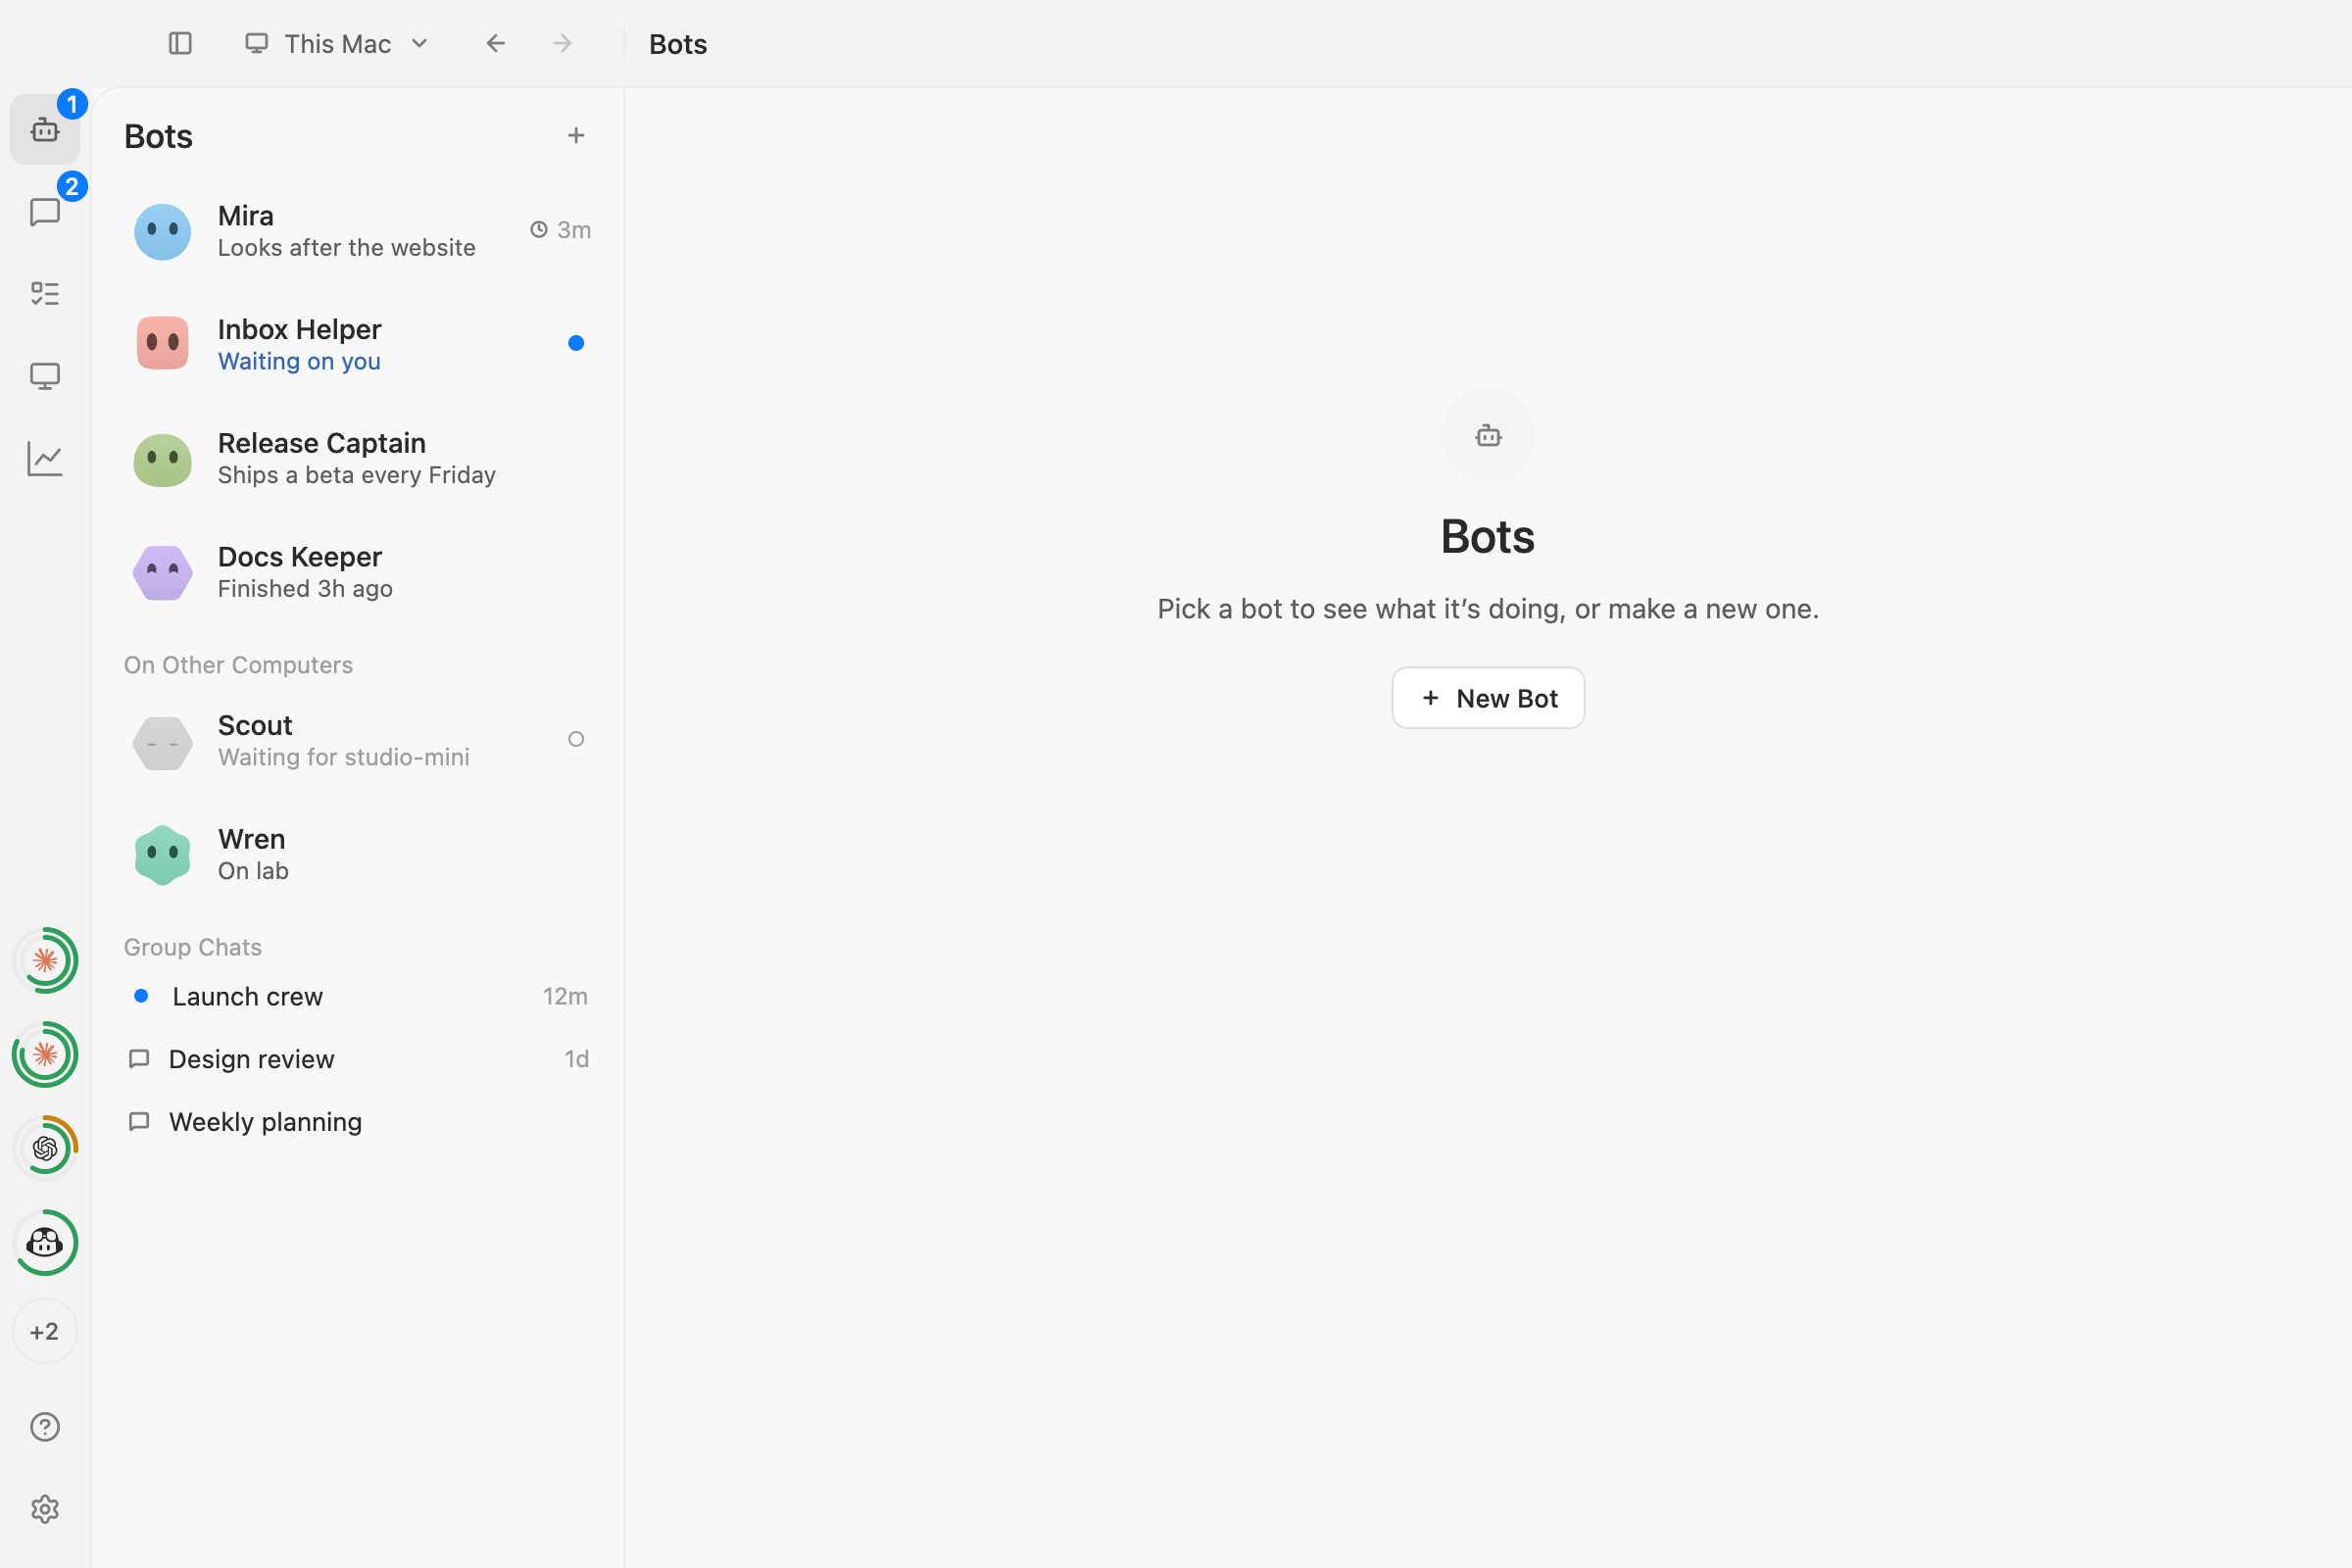 This Mac
Bots
1
2
Bots
Mira
Looks after the website
3m
Inbox Helper
Waiting on you
Release Captain
Ships a beta every Friday
Docs Keeper
Finished 3h ago
On Other Computers
Scout
Waiting for studio-mini
Wren
On lab
Group Chats
Launch crew
12m
Design review
1d
Weekly planning
+2
Bots
Pick a bot to see what it’s doing, or make a new one.
New Bot